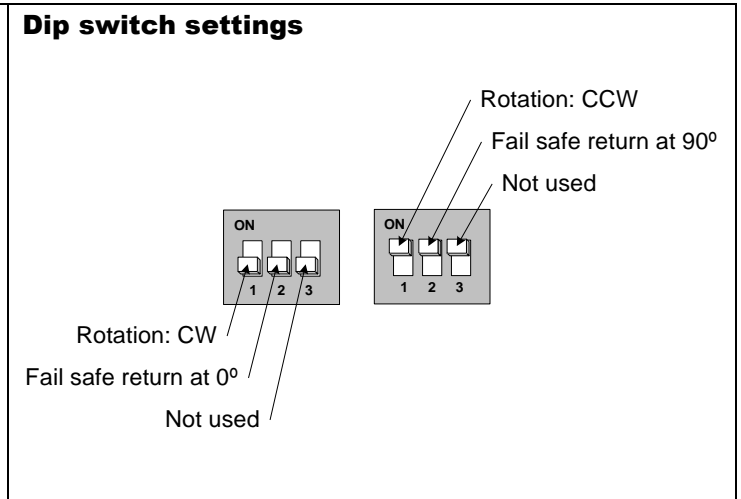 Dip switch settings
Rotation: CCW
Fail safe return at 90º
Not used
ON
1 2 3
ON
1 2 3
Rotation: CW
Fail safe return at 0º
Not used